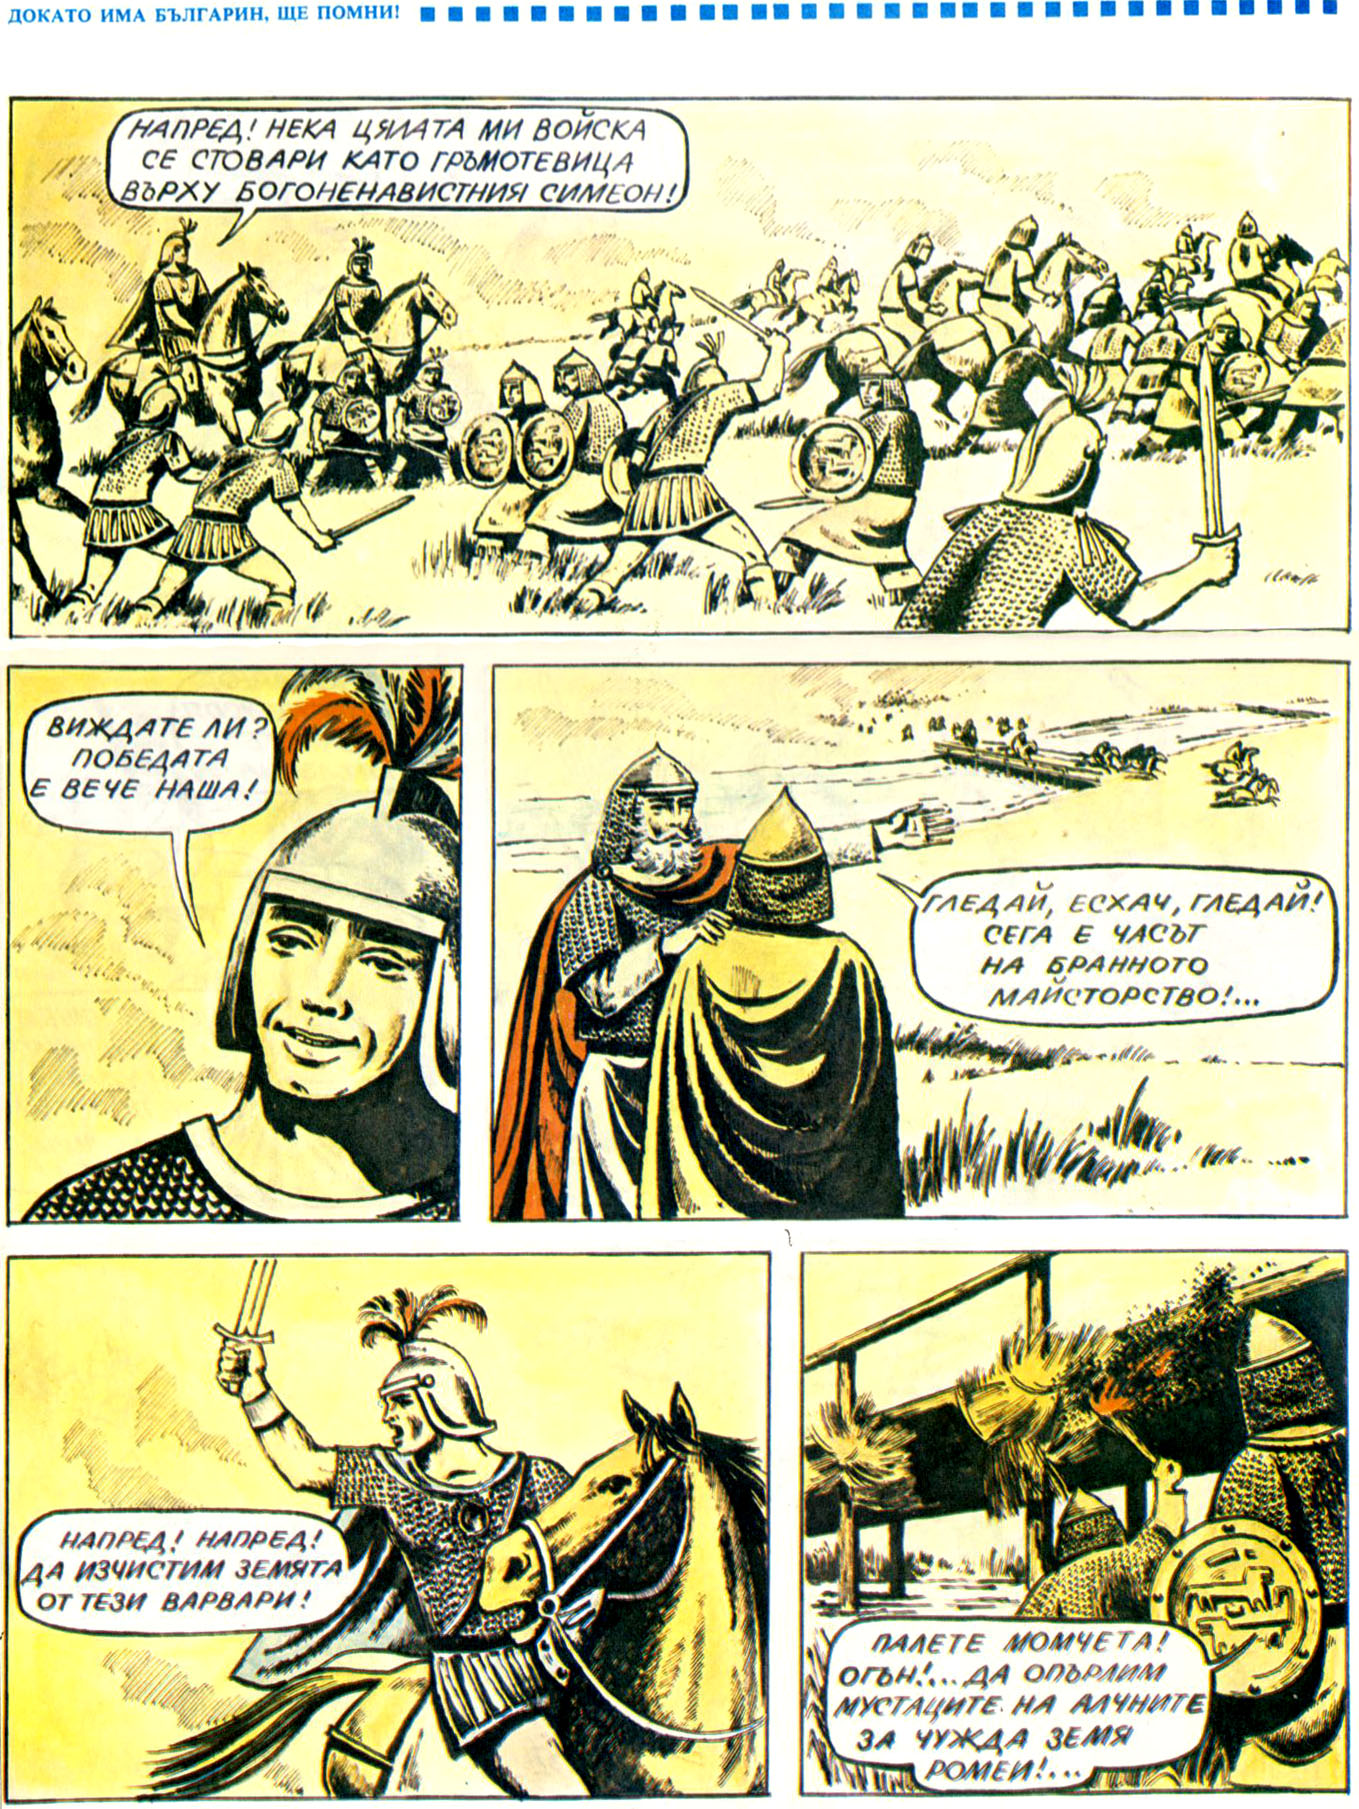 ДОКАТО ИМА БЪЛГАРИН, ЩЕ ПОМНИ!
НАПРЕД! НЕКА ЦЯЛАТА МИ ВОЙСКА
СЕ СТОВАРИ КАТО ГРЪМОТЕВИЦА
ВЪРХУ БОГОНЕНАВИСТНИЯ СИМЕОН!
ВИЖДАТЕ ЛИ?
ПОБЕДАТА
Е ВЕЧЕ НАША!
ГЛЕДАЙ, ЕСХАЧ, ГЛЕДАЙ!
СЕГА Е ЧАСЪТ
НА БРАННОТО
МАЙСТОРСТВО!...
НАПРЕД! НАПРЕД!
ДА ИЗЧИСТИМ ЗЕМЯТА
ОТ ТЕЗИ ВАРВАРИ!
ПАЛЕТЕ МОМЧЕТА!
ОГЪН!...ДА ОПЪРЛИМ
МУСТАЦИТЕ НА АЛЧНИТЕ
ЗА ЧУЖДА ЗЕМЯ
РОМЕИ!...